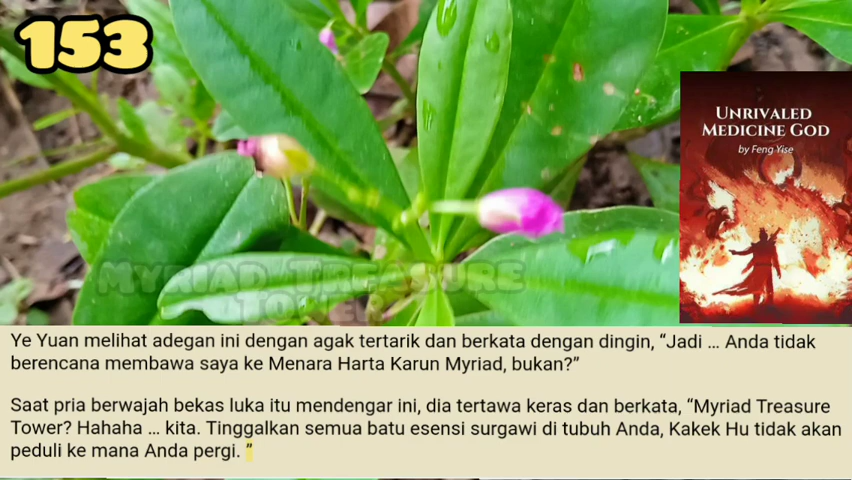 153
UNRIVALED
MEDICINE GOD
by Feng Yise
MYRIAD TREASURE
TOWER
Ye Yuan melihat adegan ini dengan agak tertarik dan berkata dengan dingin, “Jadi ... Anda tidak
berencana membawa saya ke Menara Harta Karun Myriad, bukan?”
Saat pria berwajah bekas luka itu mendengar ini, dia tertawa keras dan berkata, “Myriad Treasure
Tower? Hahaha ... kita. Tinggalkan semua batu esensi surgawi di tubuh Anda, Kakek Hu tidak akan
peduli ke mana Anda pergi. ”